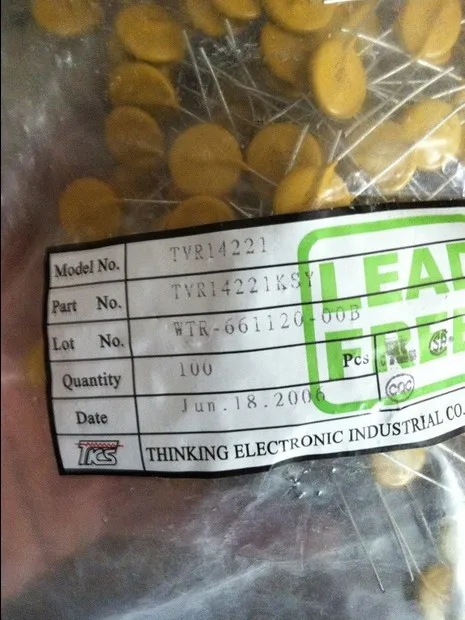 Model No. TVR14221
Part No. TVR14221KSY
Lot No. WTR-661120-00B
Quantity 100 Pcs
Date Jun.18.2006
TKS THINKING ELECTRONIC INDUSTRIAL CO.
LEAD
FREE
CQC